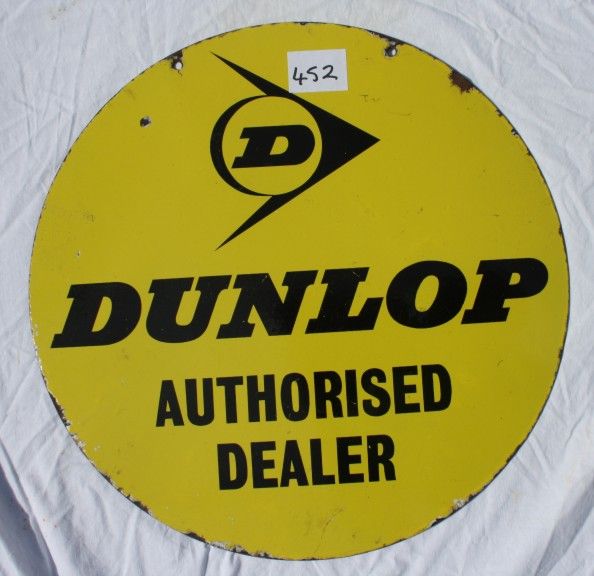 452
D
DUNLOP
AUTHORISED
DEALER